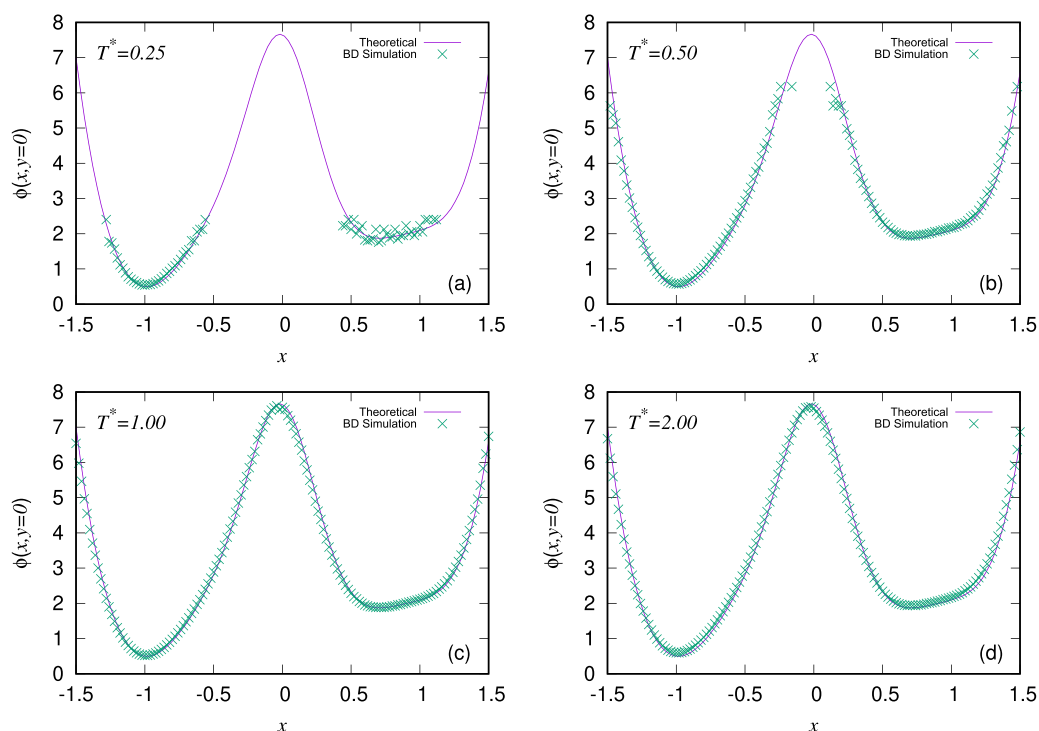 T*=0.25
Theoretical
BD Simulation
ϕ(x,y=0)
8
7
6
5
4
3
2
1
0
-1.5
-1
-0.5
0
0.5
1
1.5
x
(a)
T*=0.50
Theoretical
BD Simulation
ϕ(x,y=0)
8
7
6
5
4
3
2
1
0
-1.5
-1
-0.5
0
0.5
1
1.5
x
(b)
T*=1.00
Theoretical
BD Simulation
ϕ(x,y=0)
8
7
6
5
4
3
2
1
0
-1.5
-1
-0.5
0
0.5
1
1.5
x
(c)
T*=2.00
Theoretical
BD Simulation
ϕ(x,y=0)
8
7
6
5
4
3
2
1
0
-1.5
-1
-0.5
0
0.5
1
1.5
x
(d)